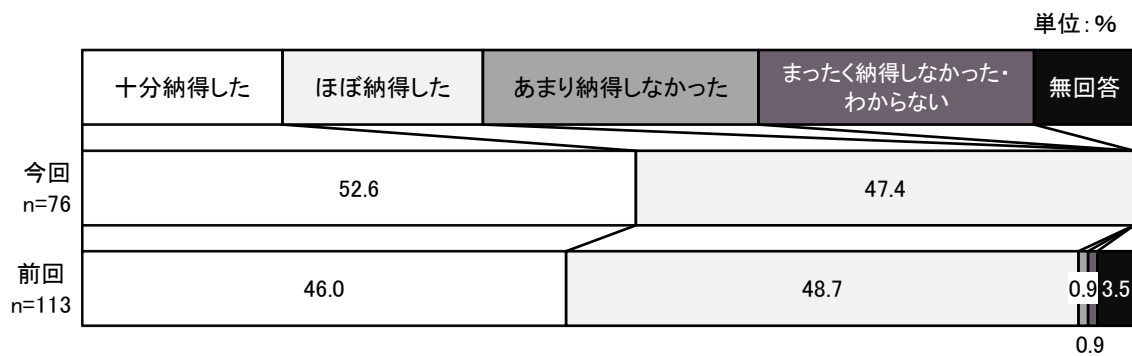 単位：％
十分納得した
ほぼ納得した
あまり納得しなかった
まったく納得しなかった・
わからない
無回答
今回
n=76
52.6
47.4
前回
n=113
46.0
48.7
0.9
3.5
0.9